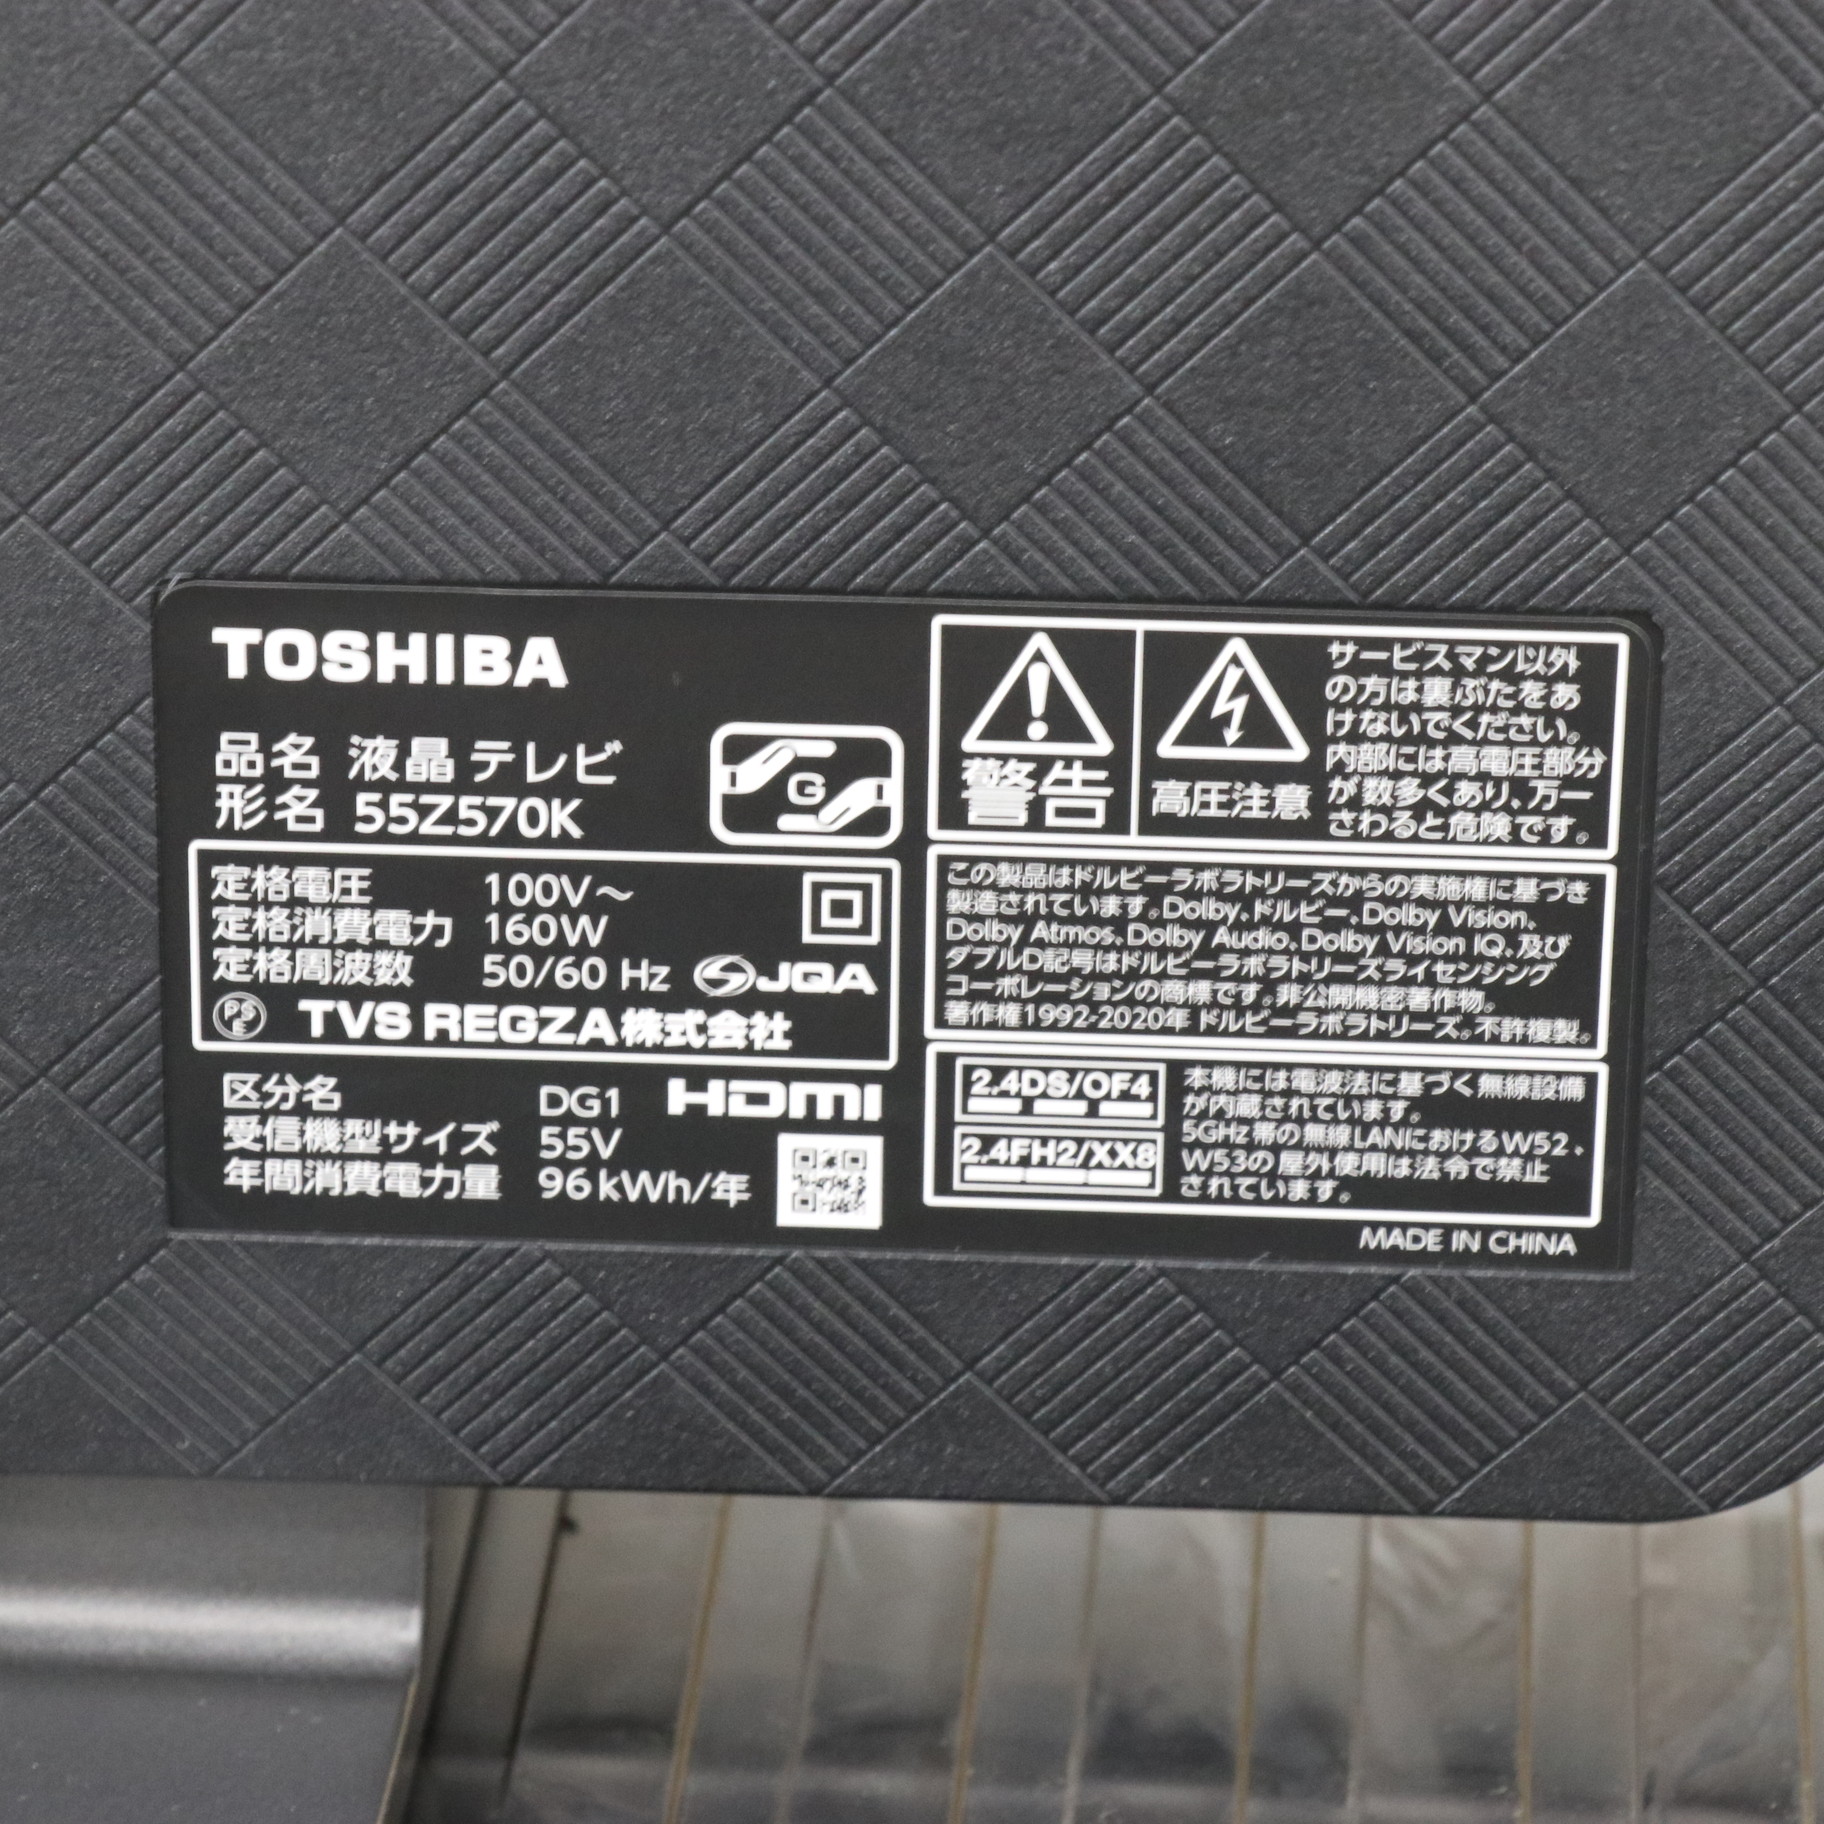 TOSHIBA
品名 液晶テレビ
形名 55Z570K
G
定格電圧 100V～
定格消費電力 160W
定格周波数 50/60 Hz
JQA
PS
E
TVS REGZA株式会社
区分名 DG1
HDMI
受信機型サイズ 55V
年間消費電力量 96kWh/年
警告
高圧注意
サービスマン以外
の方は裏ぶたをあ
けないでください。
内部には高電圧部分
が数多くあり、万一
さわると危険です。
この製品はドルビーラボラトリーズからの実施権に基づき
製造されています。Dolby、ドルビー、Dolby Vision、
Dolby Atmos、Dolby Audio、Dolby Vision IQ、及び
ダブルD記号はドルビーラボラトリーズライセンシング
コーポレーションの商標です。非公開機密著作物。
著作権1992-2020年 ドルビーラボラトリーズ。不許複製。
2.4DS/OF4
2.4FH2/XX8
本機には電波法に基づく無線設備
が内蔵されています。
5GHz帯の無線LANにおけるW52、
W53の屋外使用は法令で禁止
されています。
MADE IN CHINA